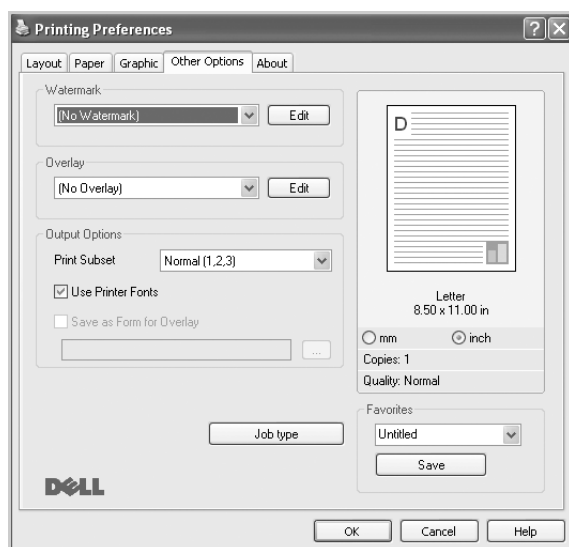 Printing Preferences
Layout Paper Graphic Other Options About
Watermark
(No Watermark) Edit
Overlay
(No Overlay) Edit
Output Options
Print Subset Normal (1,2,3)
Use Printer Fonts
Save as Form for Overlay
...
Job type
DELL
D
Letter
8.50 x 11.00 in
mm inch
Copies: 1
Quality: Normal
Favorites
Untitled
Save
OK Cancel Help